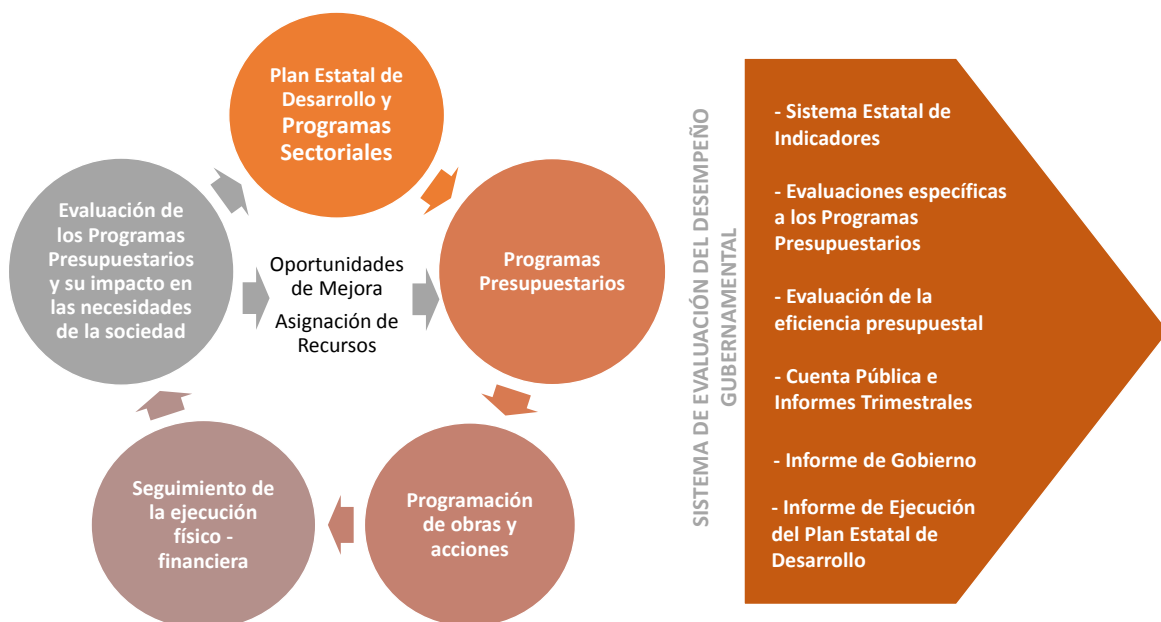 Plan Estatal de
Desarrollo y
Programas
Sectoriales
Evaluación de
los Programas
Presupuestarios
y su impacto en
las necesidades
de la sociedad
Oportunidades
de Mejora
Asignación de
Recursos
Programas
Presupuestarios
Seguimiento de
la ejecución
físico -
financiera
Programación
de obras y
acciones
SISTEMA DE EVALUACIÓN DEL DESEMPEÑO
GUBERNAMENTAL
- Sistema Estatal de
Indicadores
- Evaluaciones específicas
a los Programas
Presupuestarios
- Evaluación de la
eficiencia presupuestal
- Cuenta Pública e
Informes Trimestrales
- Informe de Gobierno
- Informe de Ejecución
del Plan Estatal de
Desarrollo